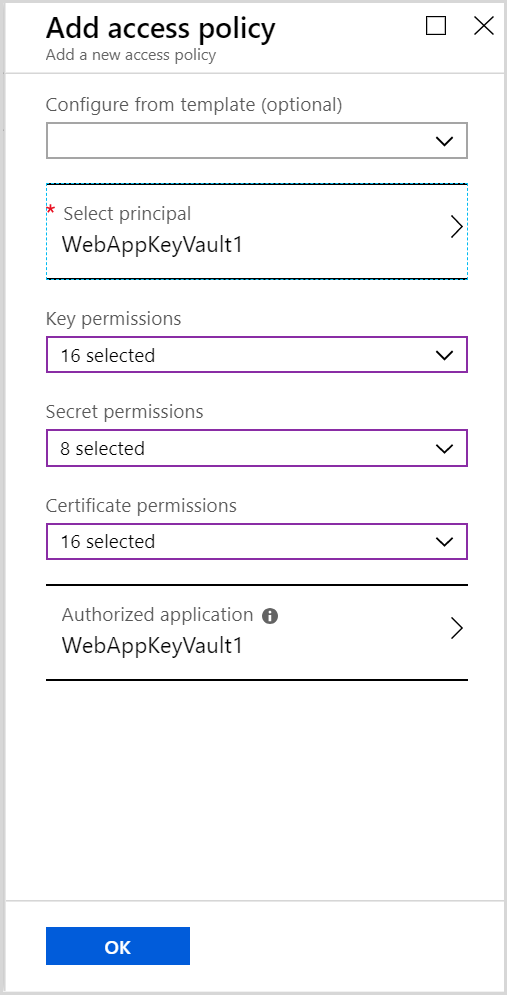 Add access policy
Add a new access policy
Configure from template (optional)
* Select principal
WebAppKeyVault1
Key permissions
16 selected
Secret permissions
8 selected
Certificate permissions
16 selected
Authorized application
WebAppKeyVault1
OK